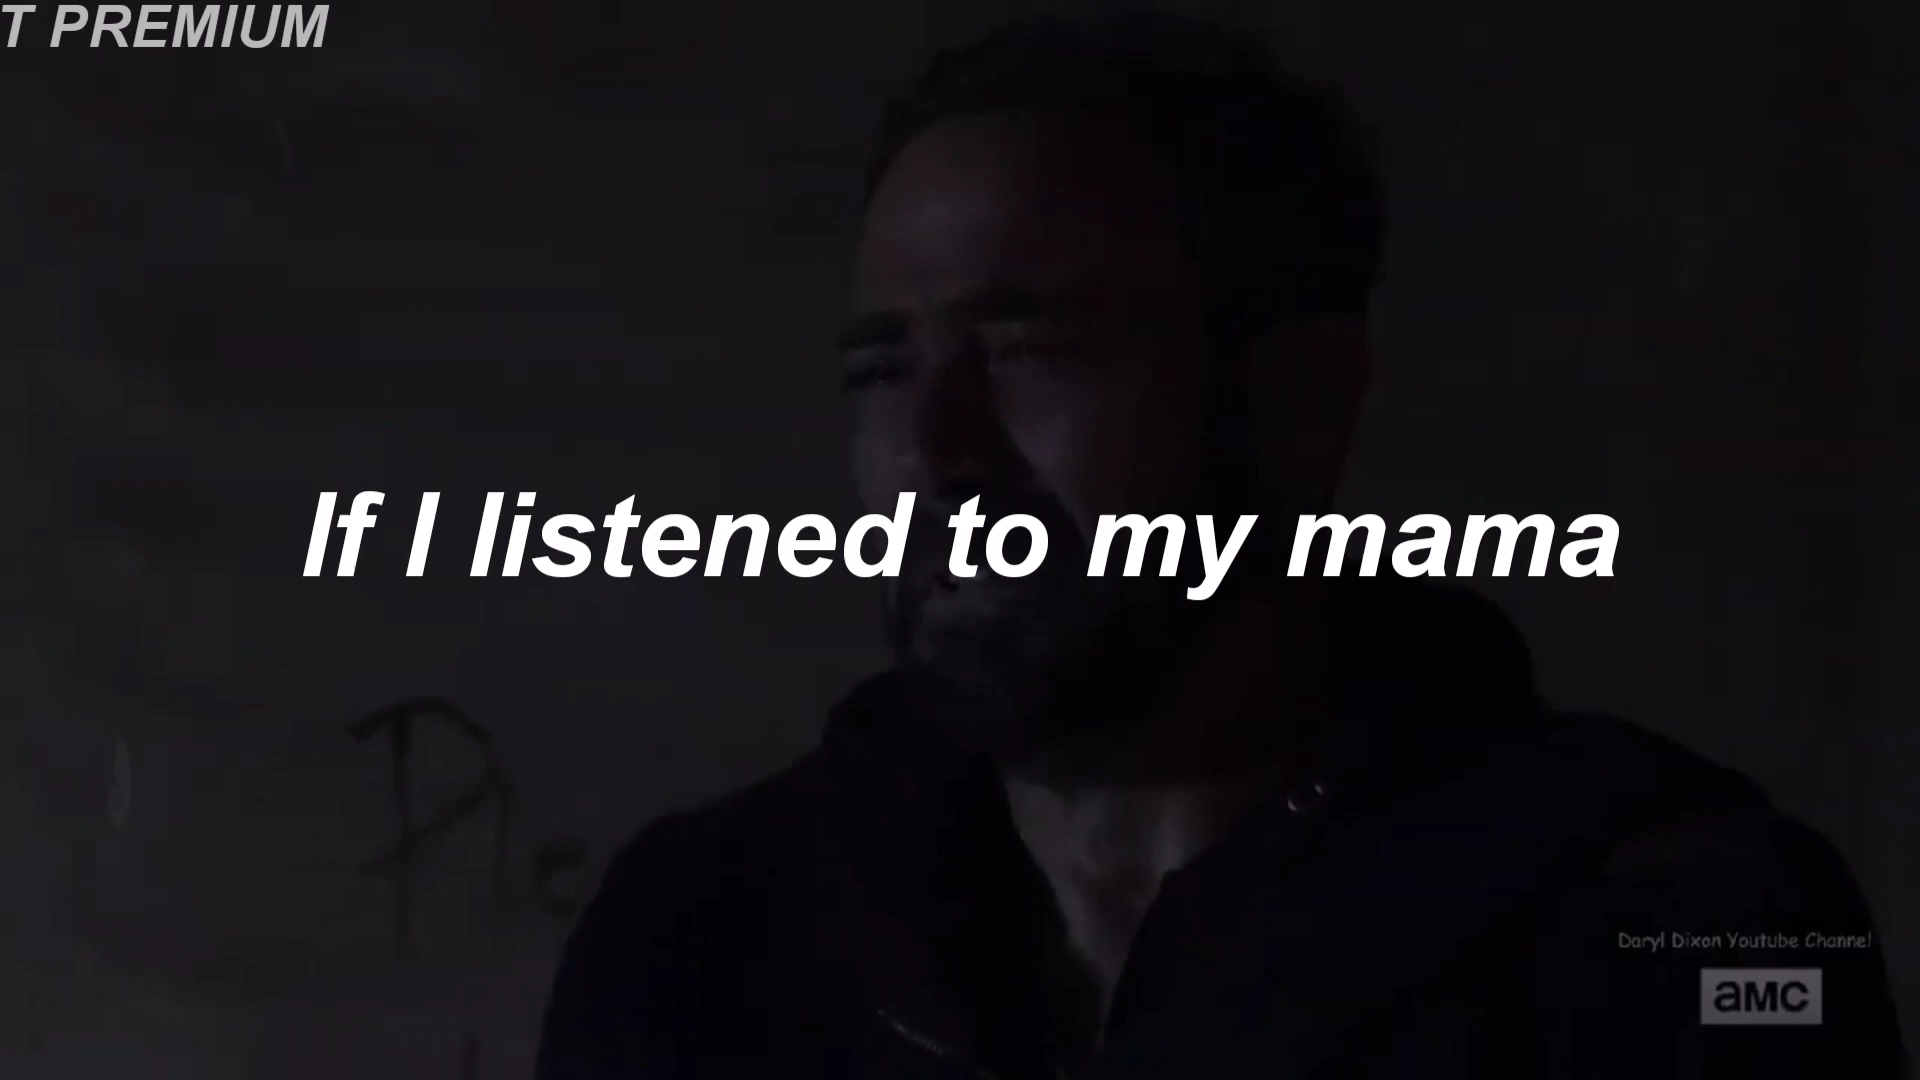 T PREMIUM
If I listened to my mama
Daryl Dixon Youtube Channel
aMC